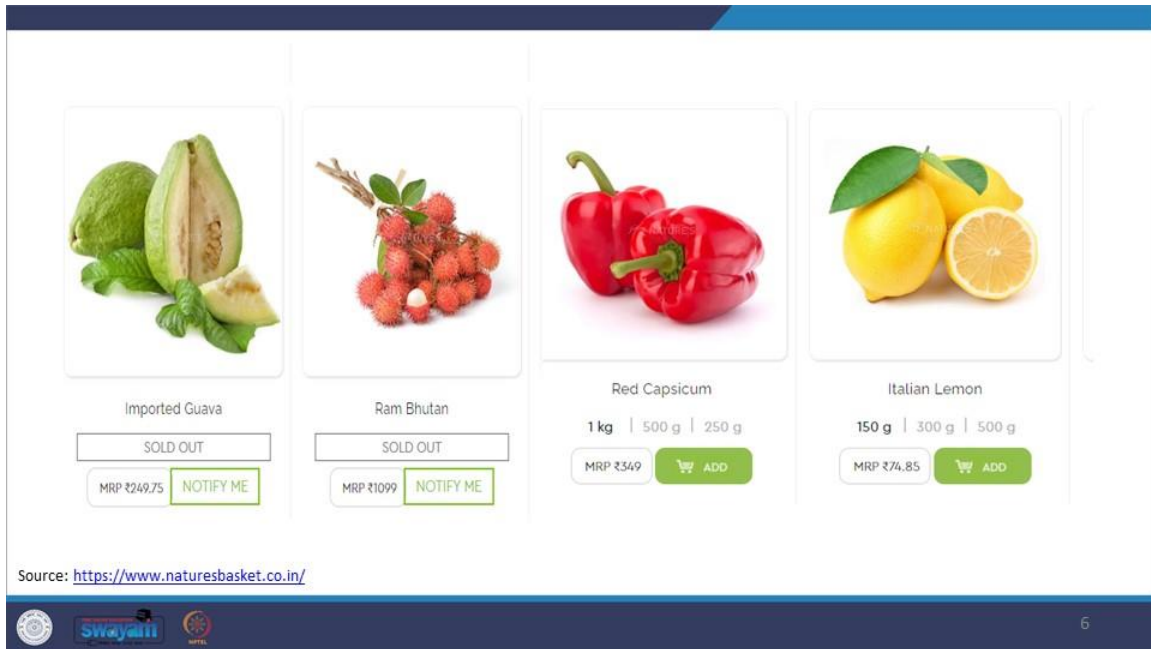 Imported Guava
SOLD OUT
MRP ₹249.75 NOTIFY ME
Ram Bhutan
SOLD OUT
MRP ₹1099 NOTIFY ME
Red Capsicum
1 kg | 500 g | 250 g
MRP ₹349 ADD
Italian Lemon
150 g | 300 g | 500 g
MRP ₹74.85 ADD
Source: https://www.naturesbasket.co.in/
swayam
NPTEL
6